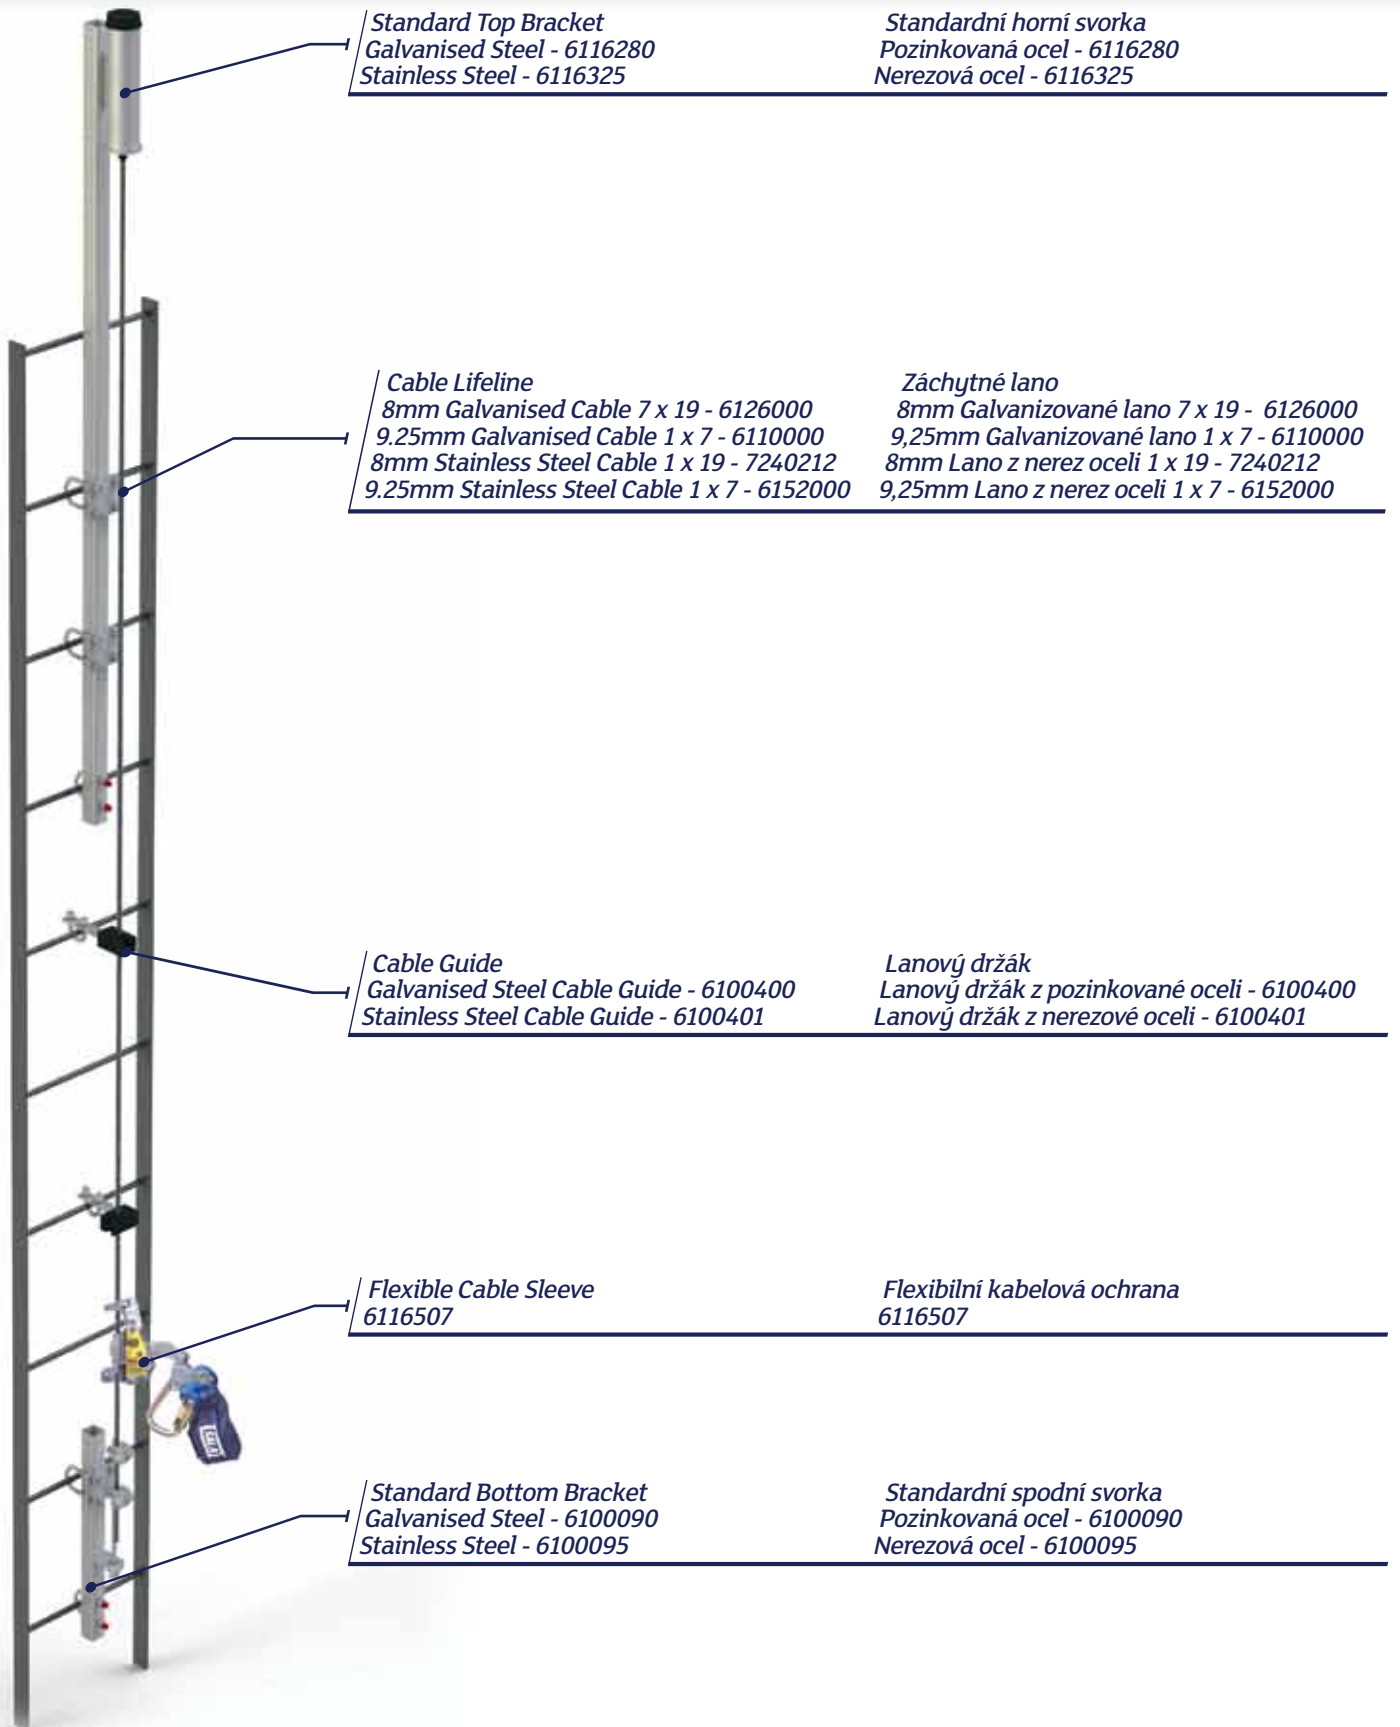 Standard Top Bracket
Galvanised Steel - 6116280
Stainless Steel - 6116325
Standardní horní svorka
Pozinkovaná ocel - 6116280
Nerezová ocel - 6116325
Cable Lifeline
8mm Galvanised Cable 7 x 19 - 6126000
9.25mm Galvanised Cable 1 x 7 - 6110000
8mm Stainless Steel Cable 1 x 19 - 7240212
9.25mm Stainless Steel Cable 1 x 7 - 6152000
Záchytné lano
8mm Galvanizované lano 7 x 19 - 6126000
9,25mm Galvanizované lano 1 x 7 - 6110000
8mm Lano z nerez oceli 1 x 19 - 7240212
9,25mm Lano z nerez oceli 1 x 7 - 6152000
Cable Guide
Galvanised Steel Cable Guide - 6100400
Stainless Steel Cable Guide - 6100401
Lanový držák
Lanový držák z pozinkované oceli - 6100400
Lanový držák z nerezové oceli - 6100401
Flexible Cable Sleeve
6116507
Flexibilní kabelová ochrana
6116507
Standard Bottom Bracket
Galvanised Steel - 6100090
Stainless Steel - 6100095
Standardní spodní svorka
Pozinkovaná ocel - 6100090
Nerezová ocel - 6100095